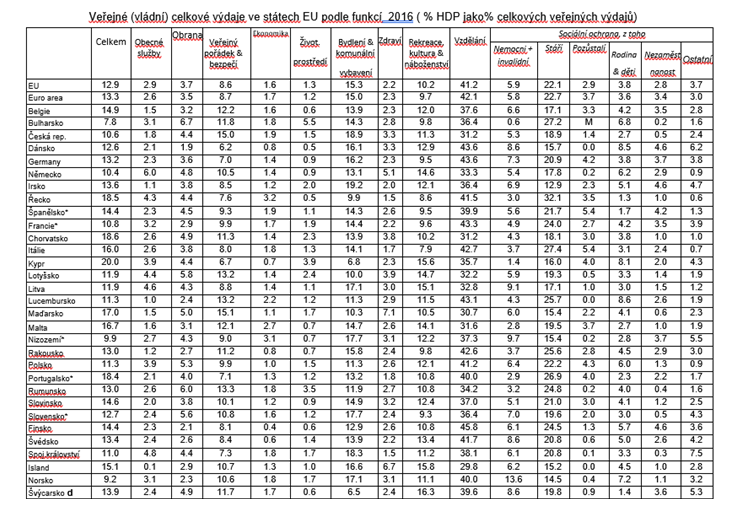 Veřejné (vládní) celkové výdaje ve státech EU podle funkcí, 2016 ( % HDP jako% celkových veřejných výdajů)
Celkem Obecné služby Obrana Veřejný pořádek & bezpečí Ekonomika Život. prostředí Bydlení & komunální vybavení Zdraví Rekreace, kultura & náboženství Vzdělání Sociální ochrana, z toho
Nemocní + invalidní Stáří Pozůstalí Rodina & děti Nezaměst nanost Ostatní
EU 12.9 2.9 3.7 8.6 1.6 1.3 15.3 2.2 10.2 41.2 5.9 22.1 2.9 3.8 2.8 3.7
Euro area 13.3 2.6 3.5 8.7 1.7 1.2 15.0 2.3 9.7 42.1 5.8 22.7 3.7 3.6 3.4 3.0
Belgie 14.9 1.5 3.2 12.2 1.6 0.6 13.9 2.3 12.0 37.6 6.6 17.1 3.3 4.2 3.5 2.8
Bulharsko 7.8 3.1 6.7 11.8 1.8 5.5 14.3 2.8 9.8 36.4 0.6 27.2 M 6.8 0.2 1.6
Česká rep. 10.6 1.8 4.4 15.0 1.9 1.5 18.9 3.3 11.3 31.2 5.3 18.9 1.4 2.7 0.5 2.4
Dánsko 12.6 2.1 1.9 6.2 0.8 0.5 16.1 3.3 12.9 43.6 8.6 15.7 0.0 8.5 4.6 6.2
Germany 13.2 2.3 3.6 7.0 1.4 0.9 16.2 2.3 9.5 43.6 7.3 20.9 4.2 3.8 3.7 3.8
Německo 10.4 6.0 4.8 10.5 1.4 0.9 13.1 5.1 14.6 33.3 5.4 17.8 0.2 6.2 2.9 0.9
Irsko 13.6 1.1 3.8 8.5 1.2 2.0 19.2 2.0 12.1 36.4 6.9 12.9 2.3 5.1 4.6 4.7
Řecko 18.5 4.3 4.4 7.6 3.2 0.5 9.9 1.5 8.6 41.5 3.0 32.1 3.5 1.3 1.0 0.6
Španělsko* 14.4 2.3 4.5 9.3 1.9 1.1 14.3 2.6 9.5 39.9 5.6 21.7 5.4 1.7 4.2 1.3
Francie* 10.8 3.2 2.9 9.9 1.7 1.9 14.4 2.2 9.6 43.3 4.9 24.0 2.7 4.2 3.5 3.9
Chorvatsko 18.6 2.6 4.9 11.3 1.4 2.3 13.9 3.8 10.2 31.2 4.3 18.1 3.0 3.8 1.0 1.0
Itálie 16.0 2.6 3.8 8.0 1.8 1.3 14.1 1.7 7.9 42.7 3.7 27.4 5.4 3.1 2.4 0.7
Kypr 20.0 3.9 4.4 6.7 0.7 3.9 6.8 2.3 15.6 35.7 1.4 16.0 4.0 8.1 2.0 4.3
Lotyšsko 11.9 4.4 5.8 13.2 1.4 2.4 10.0 3.9 14.7 32.2 5.9 19.3 0.5 3.3 1.4 1.9
Litva 11.9 4.6 4.3 8.8 1.4 1.1 17.1 3.0 15.1 32.8 9.1 17.1 1.0 3.0 1.5 1.2
Lucembursko 11.3 1.0 2.4 13.2 2.2 1.2 11.3 2.9 11.5 43.1 4.3 25.7 0.0 8.6 2.6 1.9
Maďarsko 17.0 1.5 5.0 15.1 1.1 1.7 10.3 7.1 10.5 30.7 6.0 15.4 2.2 4.1 0.6 2.3
Malta 16.7 1.6 3.1 12.1 2.7 0.7 14.7 2.6 14.1 31.6 2.8 19.5 3.7 2.7 1.0 1.9
Nizozemí* 9.9 2.7 4.3 9.0 3.1 0.7 17.7 3.1 12.2 37.3 9.7 15.4 0.2 2.8 3.7 5.5
Rakousko 13.0 1.2 2.7 11.2 0.8 0.7 15.8 2.4 9.8 42.6 3.7 25.6 2.8 4.5 2.9 3.0
Polsko 11.3 3.9 5.3 9.9 1.0 1.5 11.3 2.6 12.1 41.2 6.4 22.2 4.3 6.0 1.3 0.9
Portugalsko* 18.4 2.1 4.0 7.1 1.3 1.2 13.2 1.8 10.8 40.0 2.9 26.9 4.0 2.3 2.2 1.7
Rumunsko 13.0 2.6 6.0 13.3 1.8 3.5 11.9 2.7 10.8 34.2 3.2 24.8 0.2 4.0 0.4 1.6
Slovinsko 14.6 2.0 3.8 10.1 1.2 0.9 14.9 3.2 12.4 37.0 5.1 21.0 3.0 4.1 1.2 2.5
Slovensko* 12.7 2.4 5.6 10.8 1.6 1.2 17.7 2.4 9.3 36.4 7.0 19.6 2.0 3.0 0.5 4.3
Finsko 14.4 2.3 2.1 8.1 0.4 0.6 12.9 2.6 10.8 45.8 6.1 24.5 1.3 5.7 4.6 3.6
Švédsko 13.4 2.4 2.6 8.4 0.6 1.4 13.9 2.2 13.4 41.7 8.6 20.8 0.6 5.0 2.6 4.2
Spoj.království 11.0 4.8 4.4 7.3 1.8 1.7 18.3 1.5 11.2 38.1 6.1 20.8 0.1 3.3 0.3 7.5
Island 15.1 0.1 2.9 10.7 1.3 1.0 16.6 6.7 15.8 29.8 6.2 15.2 0.0 4.5 1.0 2.8
Norsko 9.2 3.1 2.3 10.6 1.8 1.7 17.1 3.1 11.1 40.0 13.6 14.5 0.4 7.2 1.1 3.2
Švýcarsko d 13.9 2.4 4.9 11.7 1.7 0.6 6.5 2.4 16.3 39.6 8.6 19.8 0.9 1.4 3.6 5.3